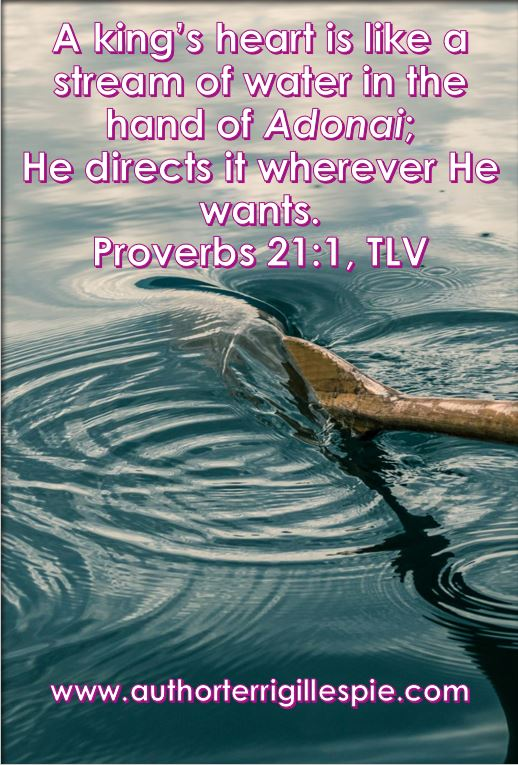 A king’s heart is like a
stream of water in the
hand of Adonai;
He directs it wherever He
wants.
Proverbs 21:1, TLV
www.authorterrigillespie.com